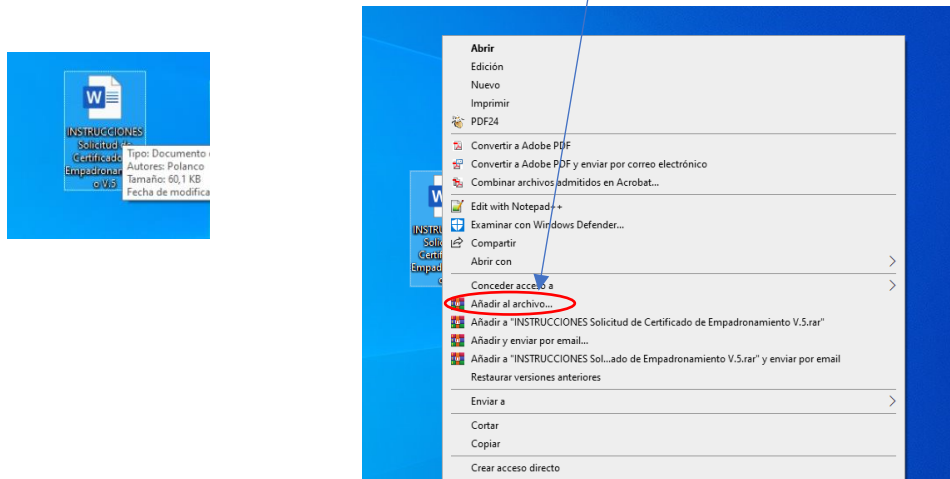 INSTRUCCIONES
Solicitud de
Certificado
Empadronam
o V.5
Tipo: Documento
Autores: Polanco
Tamaño: 60,1 KB
Fecha de modifica
Abrir
Edición
Nuevo
Imprimir
PDF24
Convertir a Adobe PDF
Convertir a Adobe PDF y enviar por correo electrónico
Combinar archivos admitidos en Acrobat...
Edit with Notepad++
Examinar con Windows Defender...
Compartir
Abrir con
Conceder acceso a
Añadir al archivo...
Añadir a "INSTRUCCIONES Solicitud de Certificado de Empadronamiento V.5.rar"
Añadir y enviar por email...
Añadir a "INSTRUCCIONES Sol...ado de Empadronamiento V.5.rar" y enviar por email
Restaurar versiones anteriores
Enviar a
Cortar
Copiar
Crear acceso directo